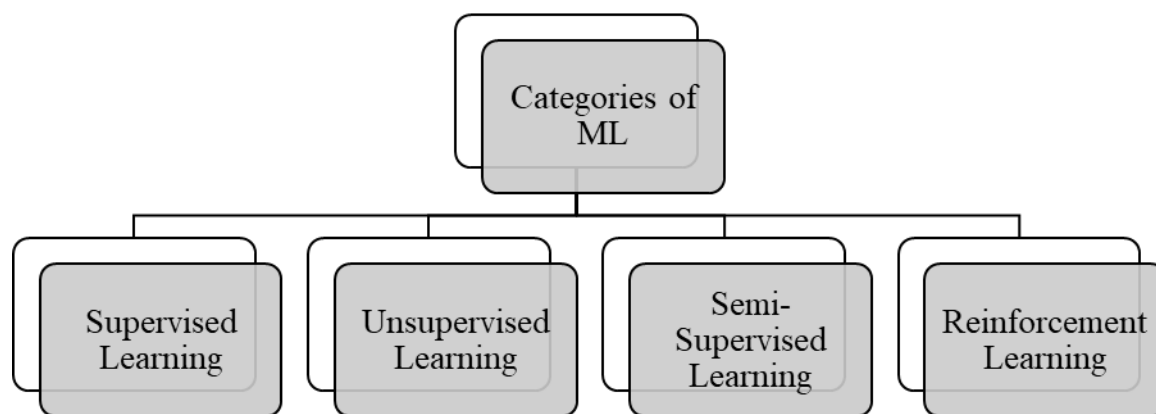 Categories of
ML
Supervised
Learning
Unsupervised
Learning
Semi-
Supervised
Learning
Reinforcement
Learning